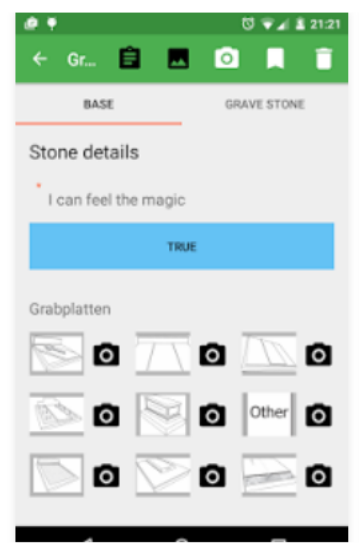 21:21
Gr...
BASE GRAVE STONE
Stone details
* I can feel the magic
TRUE
Grabplatten
Other